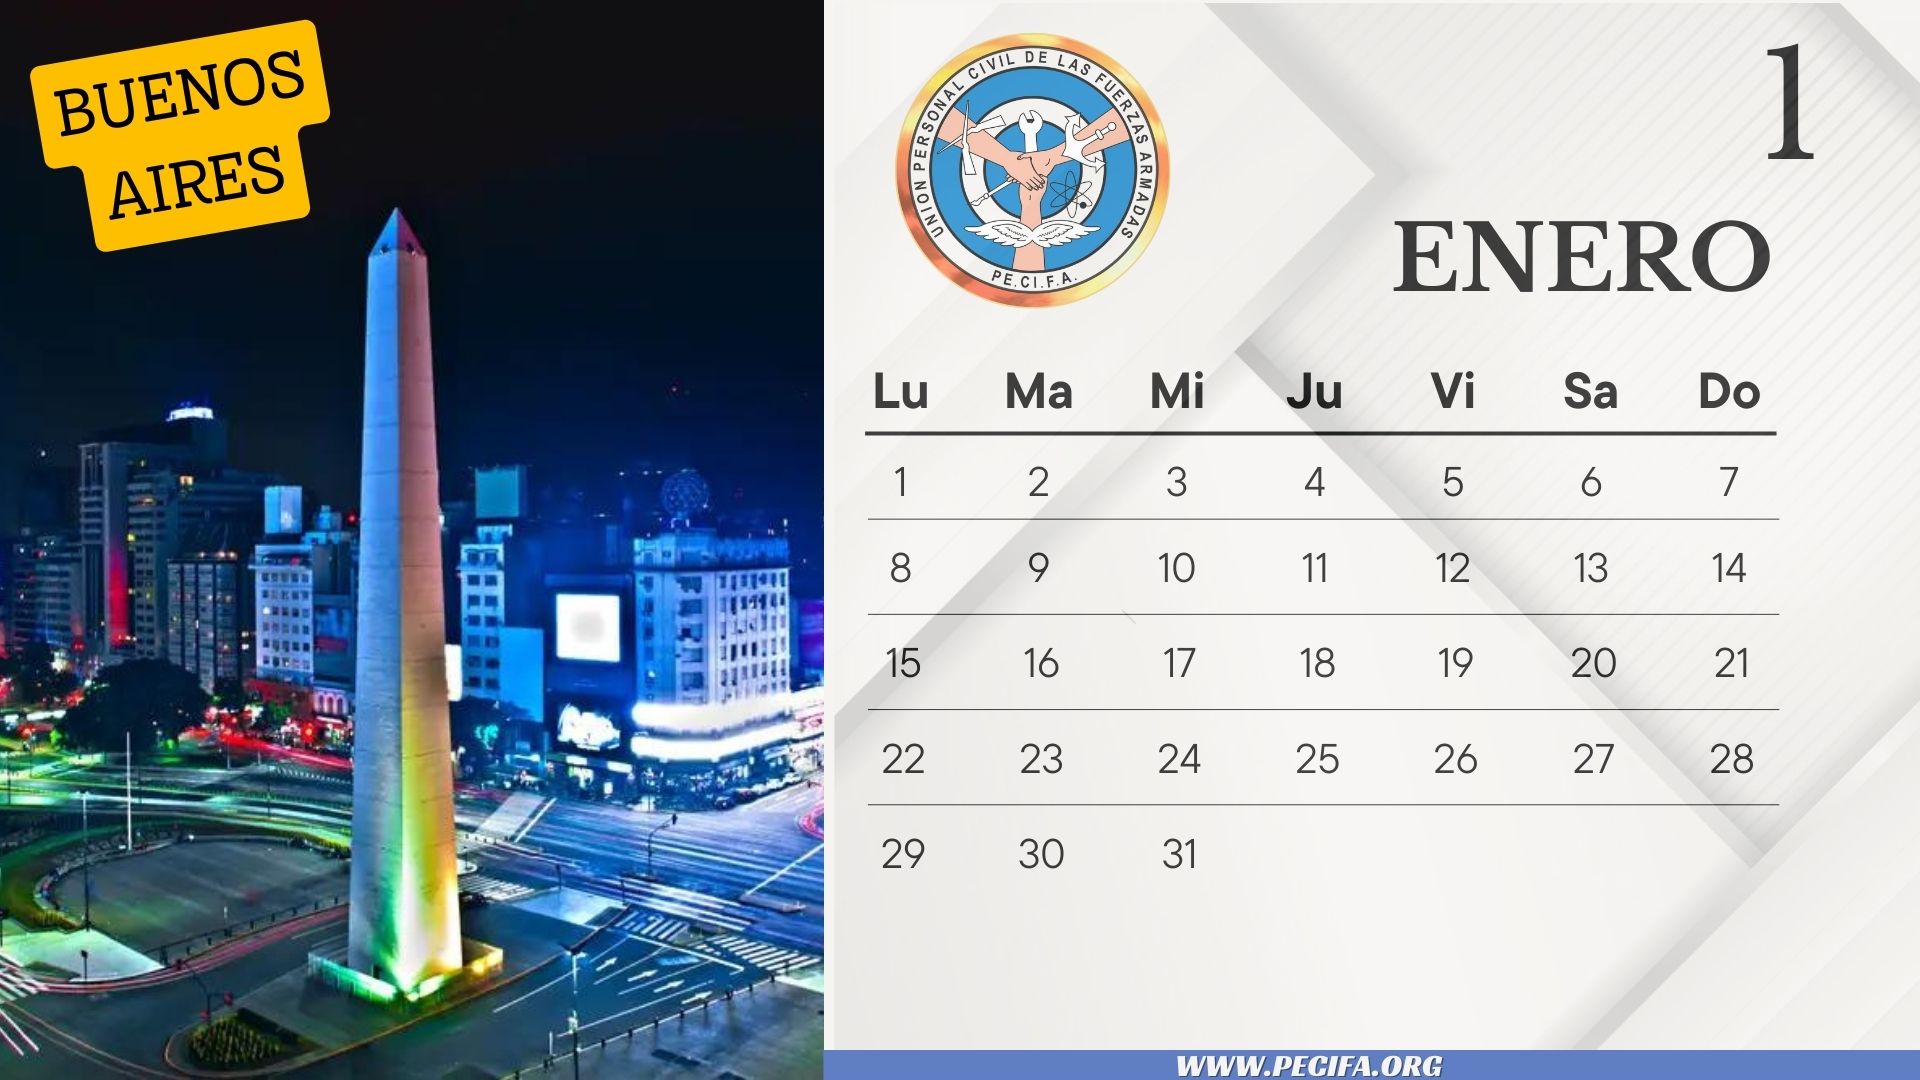 BUENOS
AIRES
UNION PERSONAL CIVIL DE LAS FUERZAS ARMADAS
PE.CI.F.A.
1
ENERO
Lu Ma Mi Ju Vi Sa Do
1 2 3 4 5 6 7
8 9 10 11 12 13 14
15 16 17 18 19 20 21
22 23 24 25 26 27 28
29 30 31
WWW.PECIFA.ORG